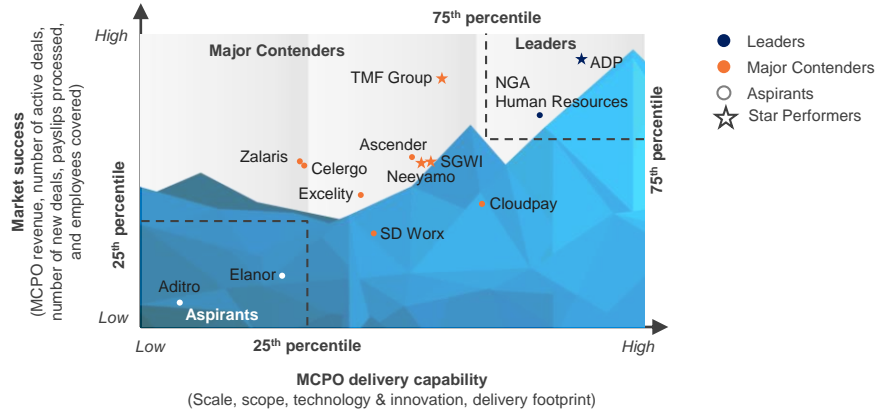 75th percentile
High
Major Contenders
Leaders
ADP
TMF Group
NGA
Human Resources
Ascender
Zalaris
Celergo
SGWI
Neeyamo
Excelity
Cloudpay
SD Worx
Elanor
Aditro
Aspirants
Low
Market success
(MCPO revenue, number of active deals,
number of new deals, payslips processed,
and employees covered)
25th percentile
75th percentile
Low
25th percentile
High
MCPO delivery capability
(Scale, scope, technology & innovation, delivery footprint)
Leaders
Major Contenders
Aspirants
Star Performers